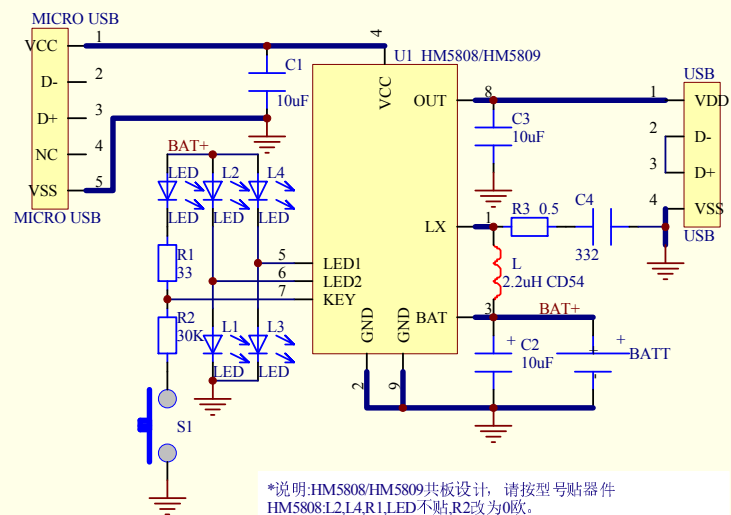 MICRO USB
VCC
1
D-
2
D+
3
NC
4
VSS
5
MICRO USB
C1
10uF
4
U1 HM5808/HM5809
VCC
OUT
8
LX
1
BAT
3
LED1
5
LED2
6
KEY
7
GND
2
GND
9
C3
10uF
USB
1
VDD
2
D-
3
D+
4
VSS
USB
R3 0.5
C4
332
L
2.2uH CD54
BAT+
C2
10uF
+
+
+
-
BATT
BAT+
LED
L2
L4
LED
LED
LED
R1
33
R2
30K
L1
L3
LED
LED
S1
*说明:HM5808/HM5809共板设计, 请按型号贴器件
HM5808:L2,L4,R1,LED不贴,R2改为0欧。